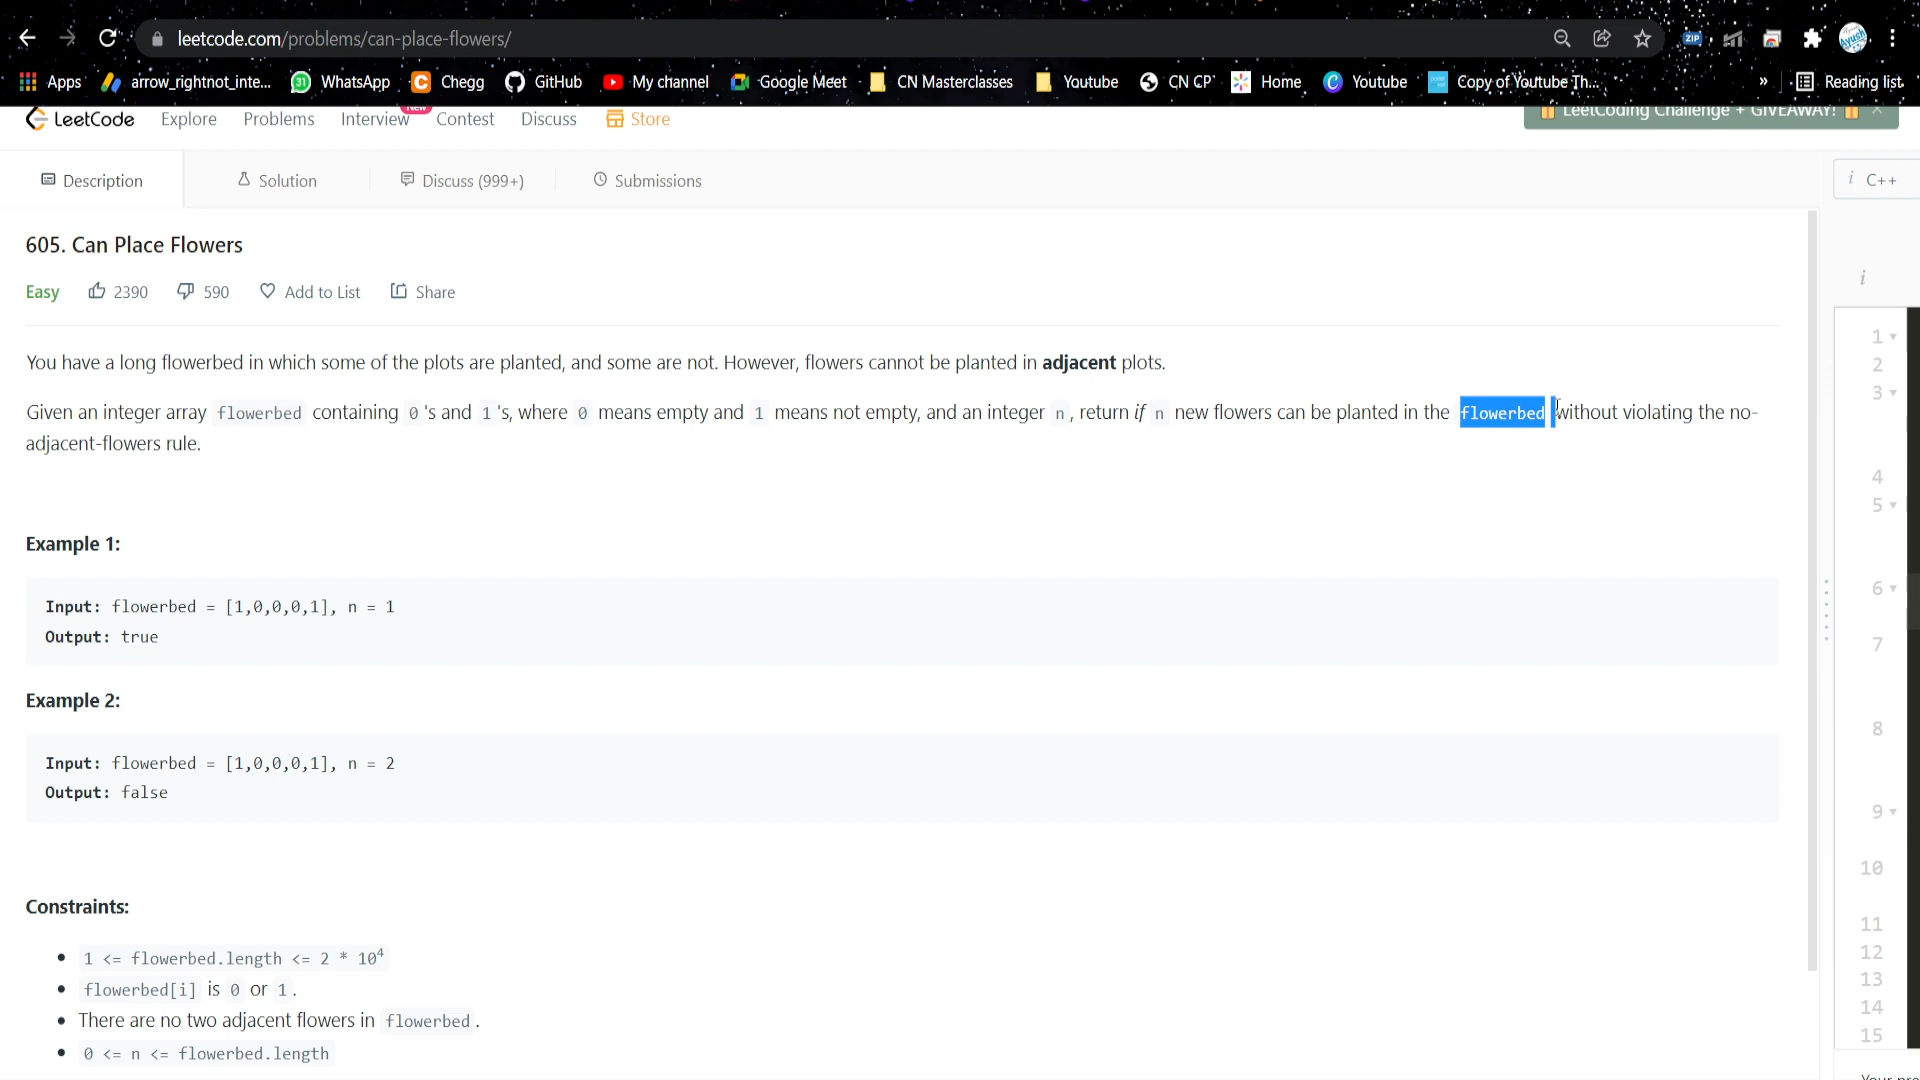 leetcode.com/problems/can-place-flowers/
ZIP
Apps arrow_rightnot_inte... WhatsApp Chegg GitHub My channel Google Meet CN Masterclasses Youtube CN CP Home Youtube Copy of Youtube Th... » Reading list
LeetCode Explore Problems Interview New Contest Discuss Store LeetCoding Challenge + GIVEAWAY!
Description Solution Discuss (999+) Submissions i C++
605. Can Place Flowers
Easy 2390 590 Add to List Share
i
You have a long flowerbed in which some of the plots are planted, and some are not. However, flowers cannot be planted in adjacent plots.
Given an integer array flowerbed containing 0's and 1's, where 0 means empty and 1 means not empty, and an integer n, return if n new flowers can be planted in the flowerbed without violating the no-
adjacent-flowers rule.
Example 1:
Input: flowerbed = [1,0,0,0,1], n = 1
Output: true
Example 2:
Input: flowerbed = [1,0,0,0,1], n = 2
Output: false
Constraints:
• 1 <= flowerbed.length <= 2 * 10⁴
• flowerbed[i] is 0 or 1.
• There are no two adjacent flowers in flowerbed.
• 0 <= n <= flowerbed.length
1
2
3
4
5
6
7
8
9
10
11
12
13
14
15